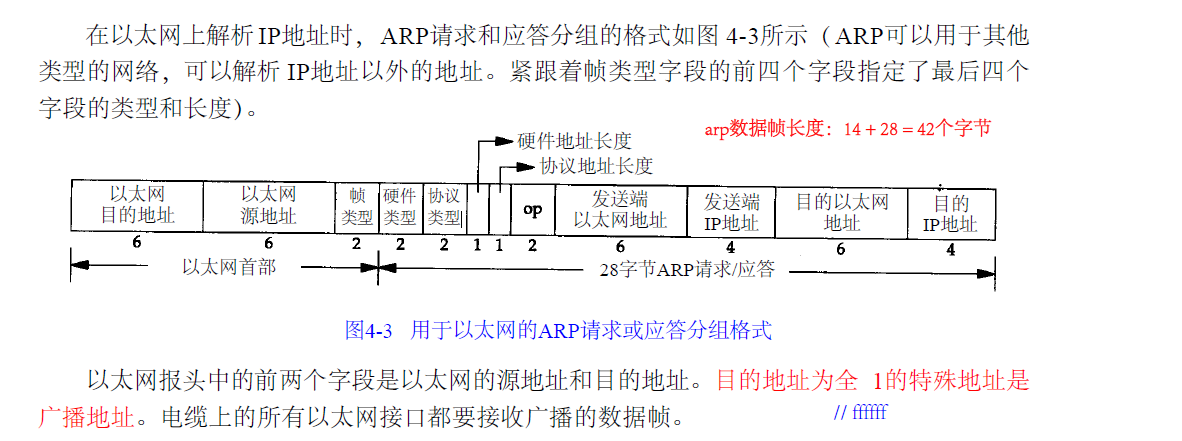 在以太网上解析 IP地址时，ARP请求和应答分组的格式如图 4-3所示（ARP可以用于其他
类型的网络，可以解析 IP地址以外的地址。紧跟着帧类型字段的前四个字段指定了最后四个
字段的类型和长度)。
arp数据帧长度：14 + 28 = 42个字节
硬件地址长度
协议地址长度
以太网
目的地址
以太网
源地址
帧
类型
硬件
类型
协议
类型
op
发送端
以太网地址
发送端
IP地址
目的以太网
地址
目的
IP地址
6 6 2 2 2 1 1 2 6 4 6 4
以太网首部
28字节ARP请求/应答
图4-3 用于以太网的ARP请求或应答分组格式
以太网报头中的前两个字段是以太网的源地址和目的地址。目的地址为全 1的特殊地址是
广播地址。电缆上的所有以太网接口都要接收广播的数据帧。
// ffffff